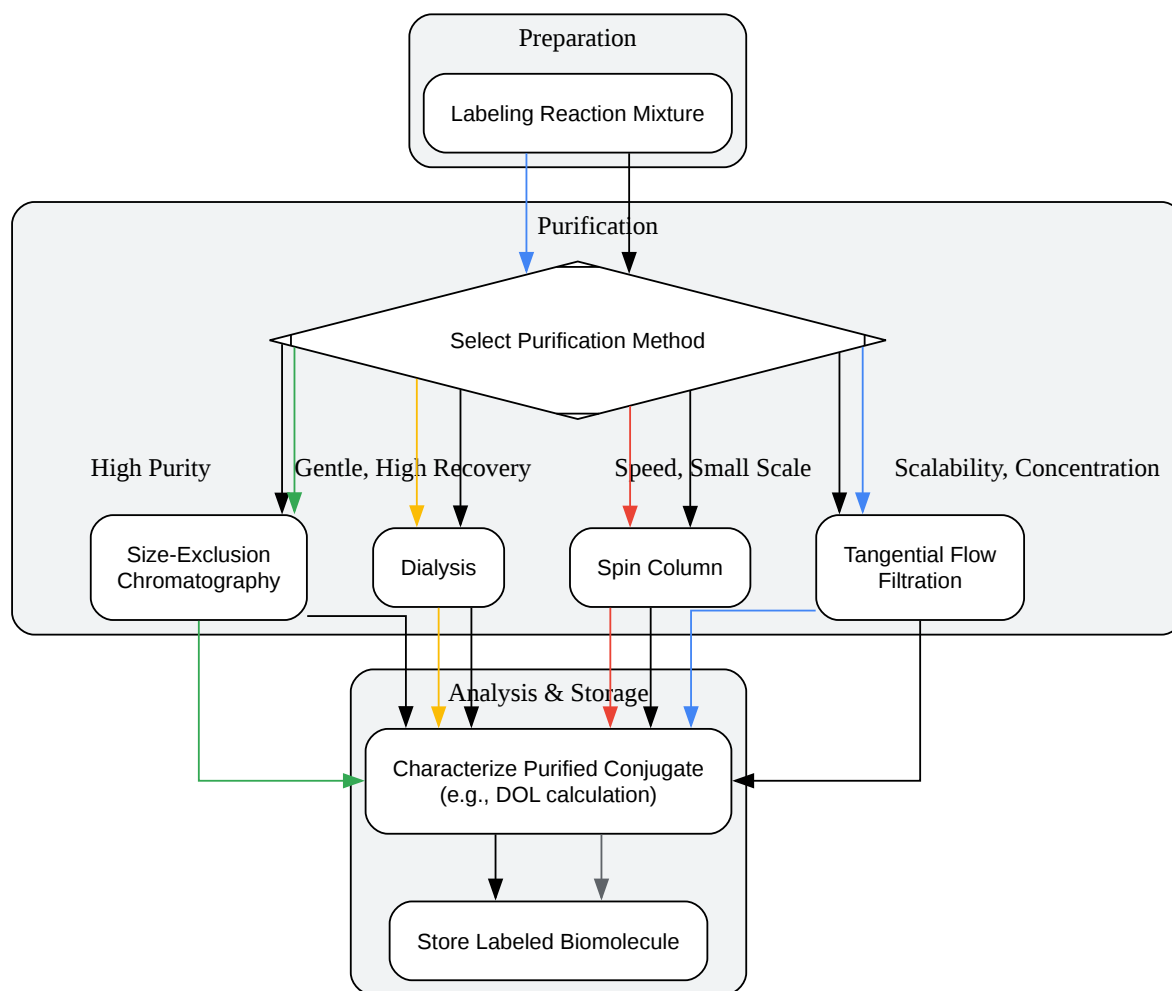 Preparation
Labeling Reaction Mixture
Purification
Select Purification Method
High Purity
Gentle, High Recovery
Speed, Small Scale
Scalability, Concentration
Size-Exclusion
Chromatography
Dialysis
Spin Column
Tangential Flow
Filtration
Analysis & Storage
Characterize Purified Conjugate
(e.g., DOL calculation)
Store Labeled Biomolecule